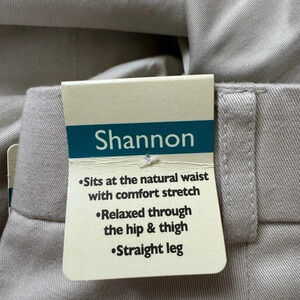 Shannon
•Sits at the natural waist
with comfort stretch
•Relaxed through
the hip & thigh
•Straight leg